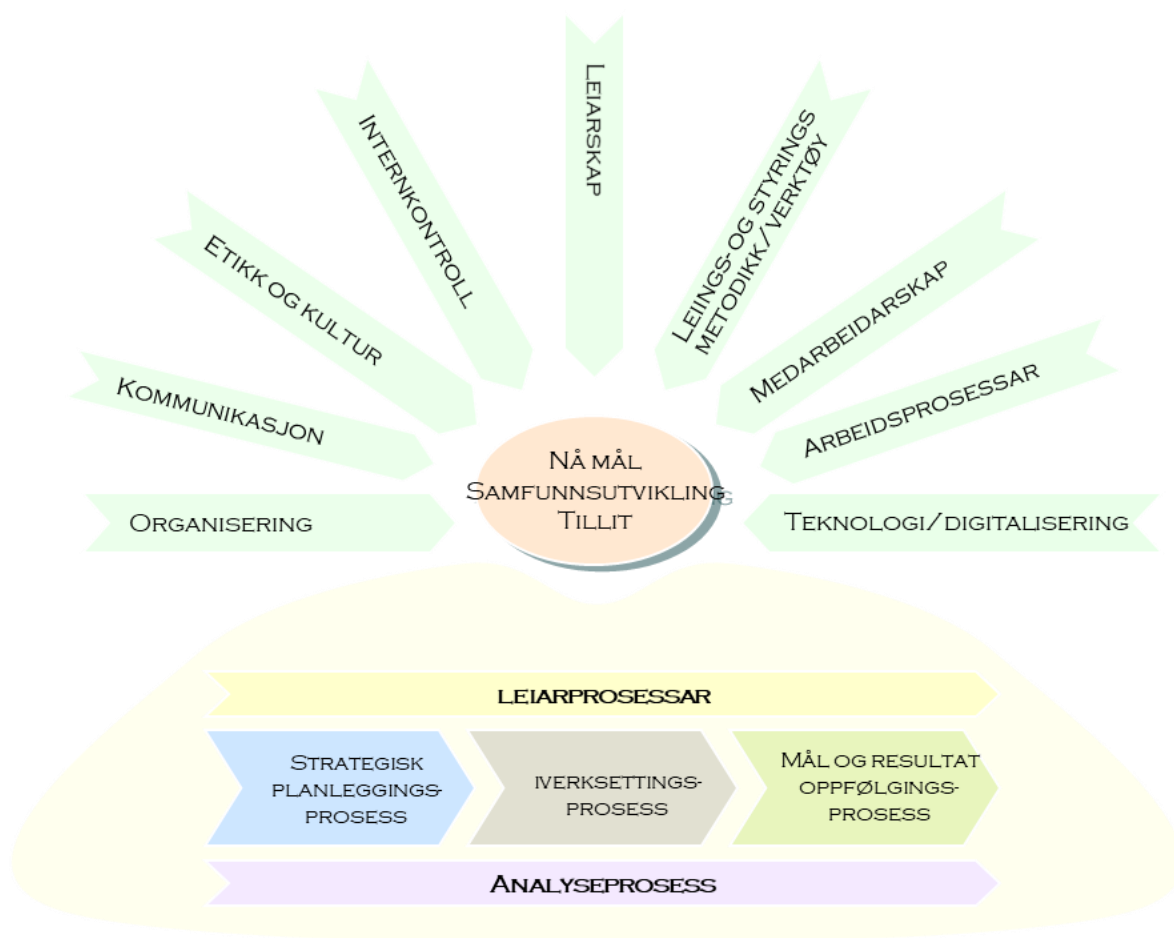 Leiarskap
Internkontroll
Leiings- og styrings
metodikk/verktøy
Etikk og kultur
Medarbeidarskap
Kommunikasjon
Arbeidsprosessar
Nå mål
Samfunnsutvikling
Tillit
Organisering
Teknologi/digitalisering
leiarprosessar
Strategisk
planleggings-
prosess
iverksettings-
prosess
Mål og resultat
oppfølgings-
prosess
Analyseprosess